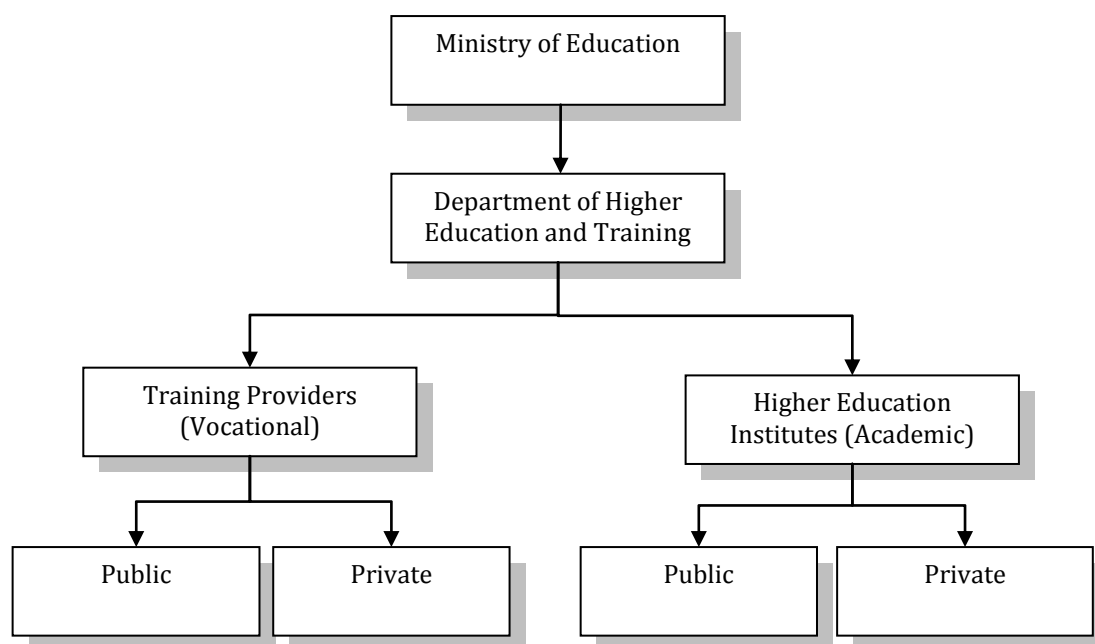 Ministry of Education
Department of Higher
Education and Training
Training Providers
(Vocational)
Higher Education
Institutes (Academic)
Public
Private
Public
Private